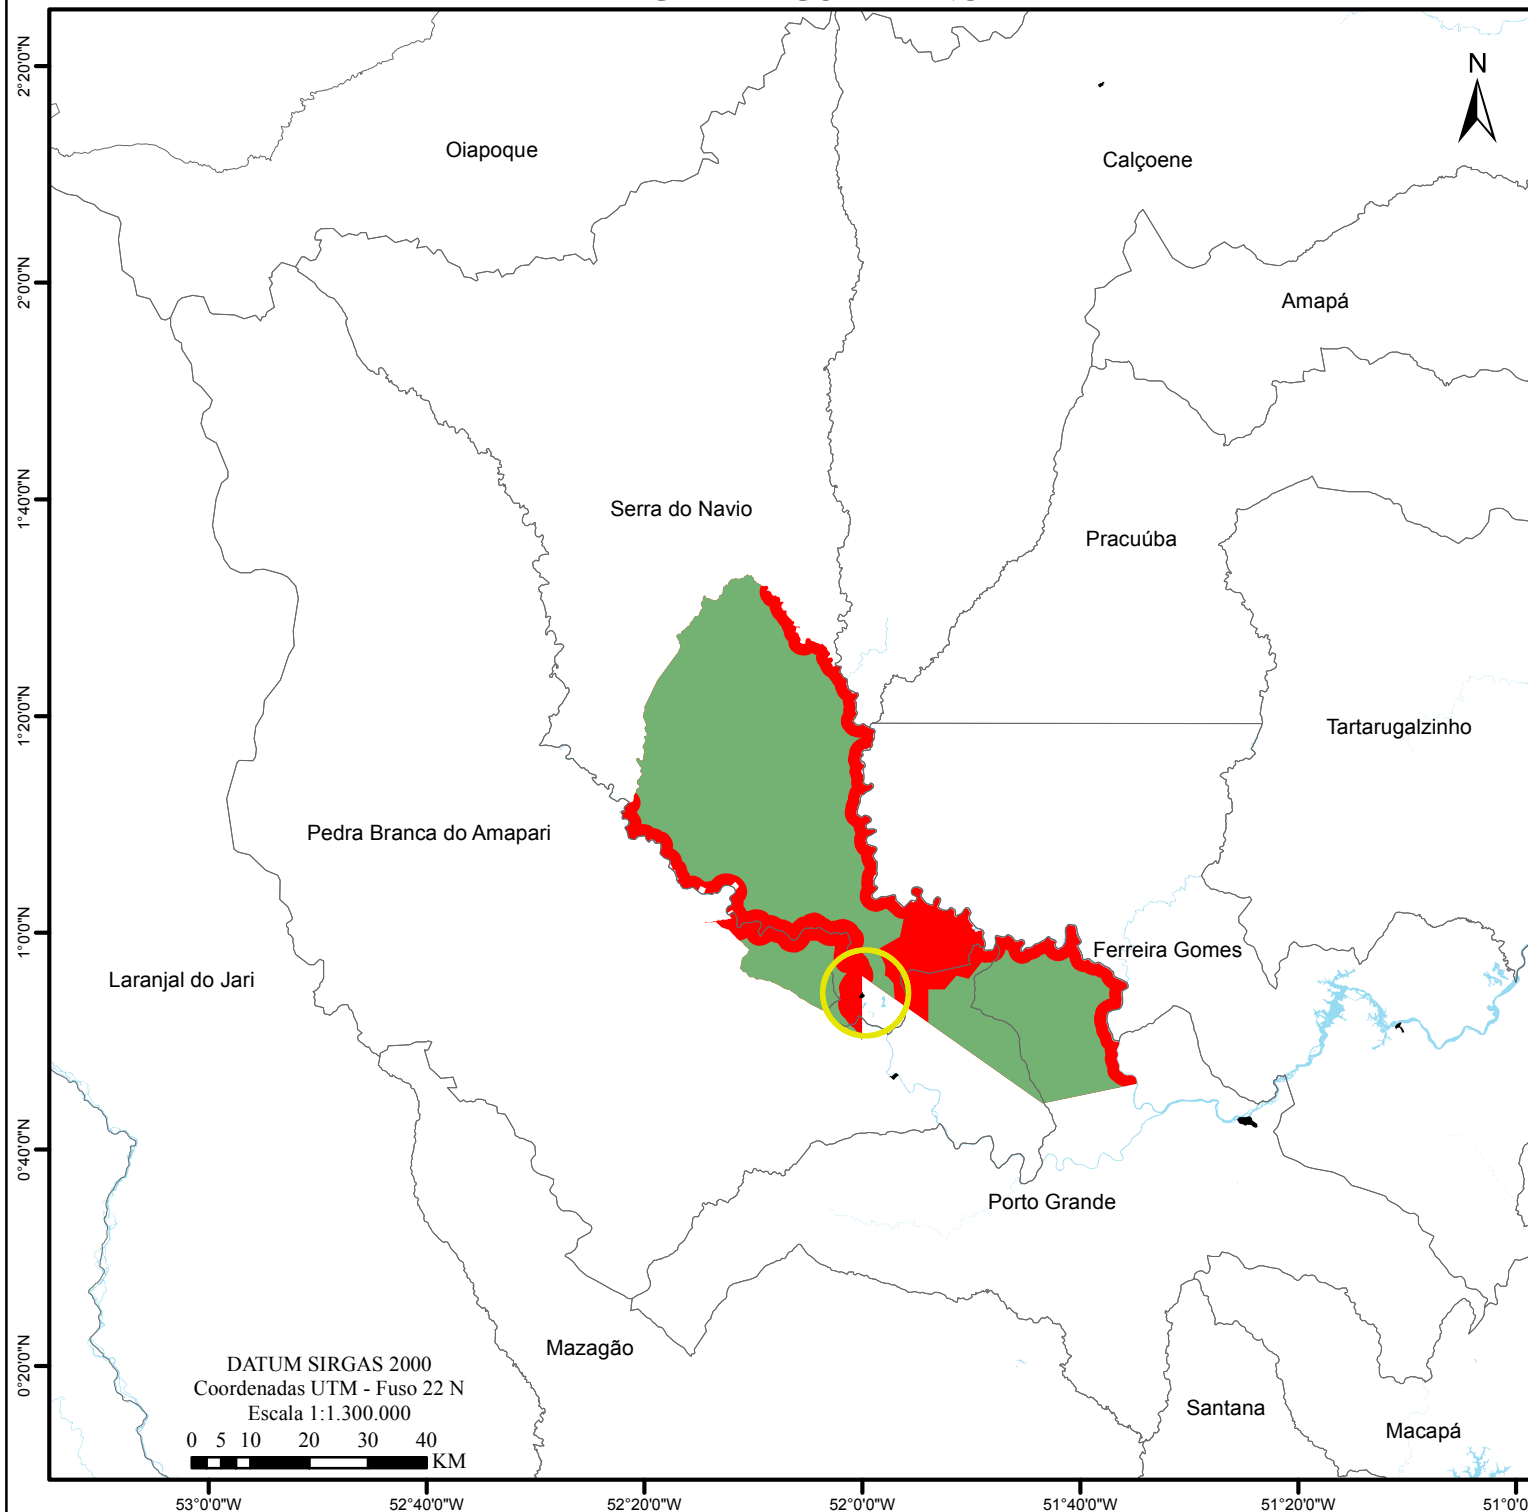 N
Oiapoque
Calçoene
Amapá
Serra do Navio
Pracuúba
Tartarugalzinho
Pedra Branca do Amapari
Ferreira Gomes
Laranjal do Jari
Porto Grande
Mazagão
Santana
Macapá
DATUM SIRGAS 2000
Coordenadas UTM - Fuso 22 N
Escala 1:1.300.000
0 5 10 20 30 40
KM
2°20'0"N
2°0'0"N
1°40'0"N
1°20'0"N
1°0'0"N
0°40'0"N
0°20'0"N
53°0'0"W 52°40'0"W 52°20'0"W 52°0'0"W 51°40'0"W 51°20'0"W